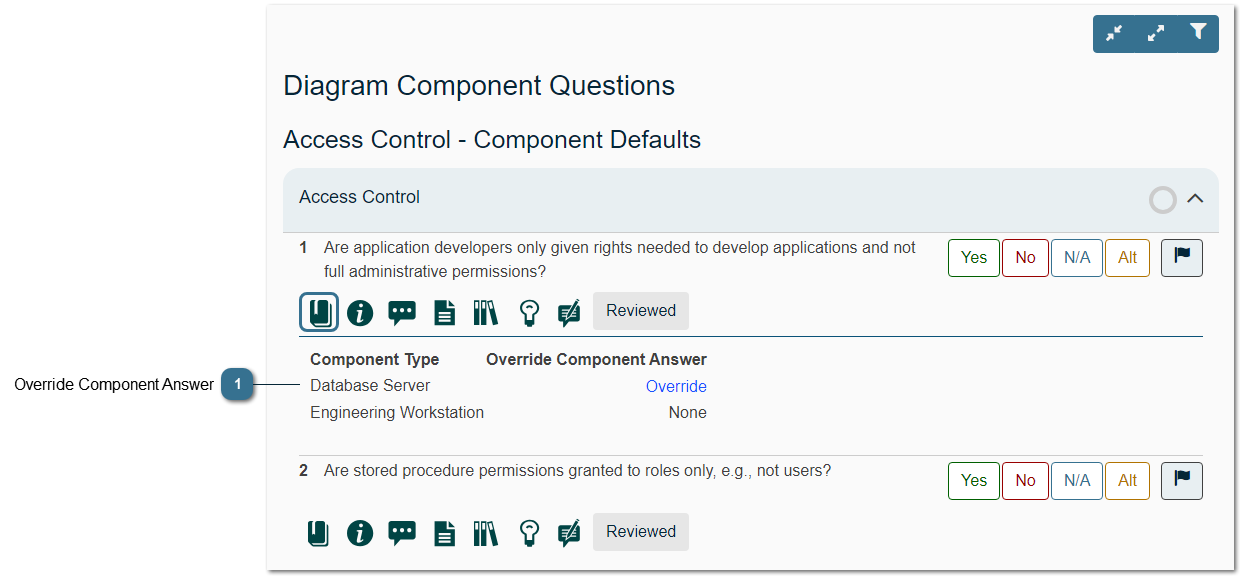 Diagram Component Questions
Access Control - Component Defaults
Access Control
1 Are application developers only given rights needed to develop applications and not
full administrative permissions?
Yes No N/A Alt
Reviewed
Component Type Override Component Answer
Override Component Answer 1
Database Server Override
Engineering Workstation None
2 Are stored procedure permissions granted to roles only, e.g., not users?
Yes No N/A Alt
Reviewed